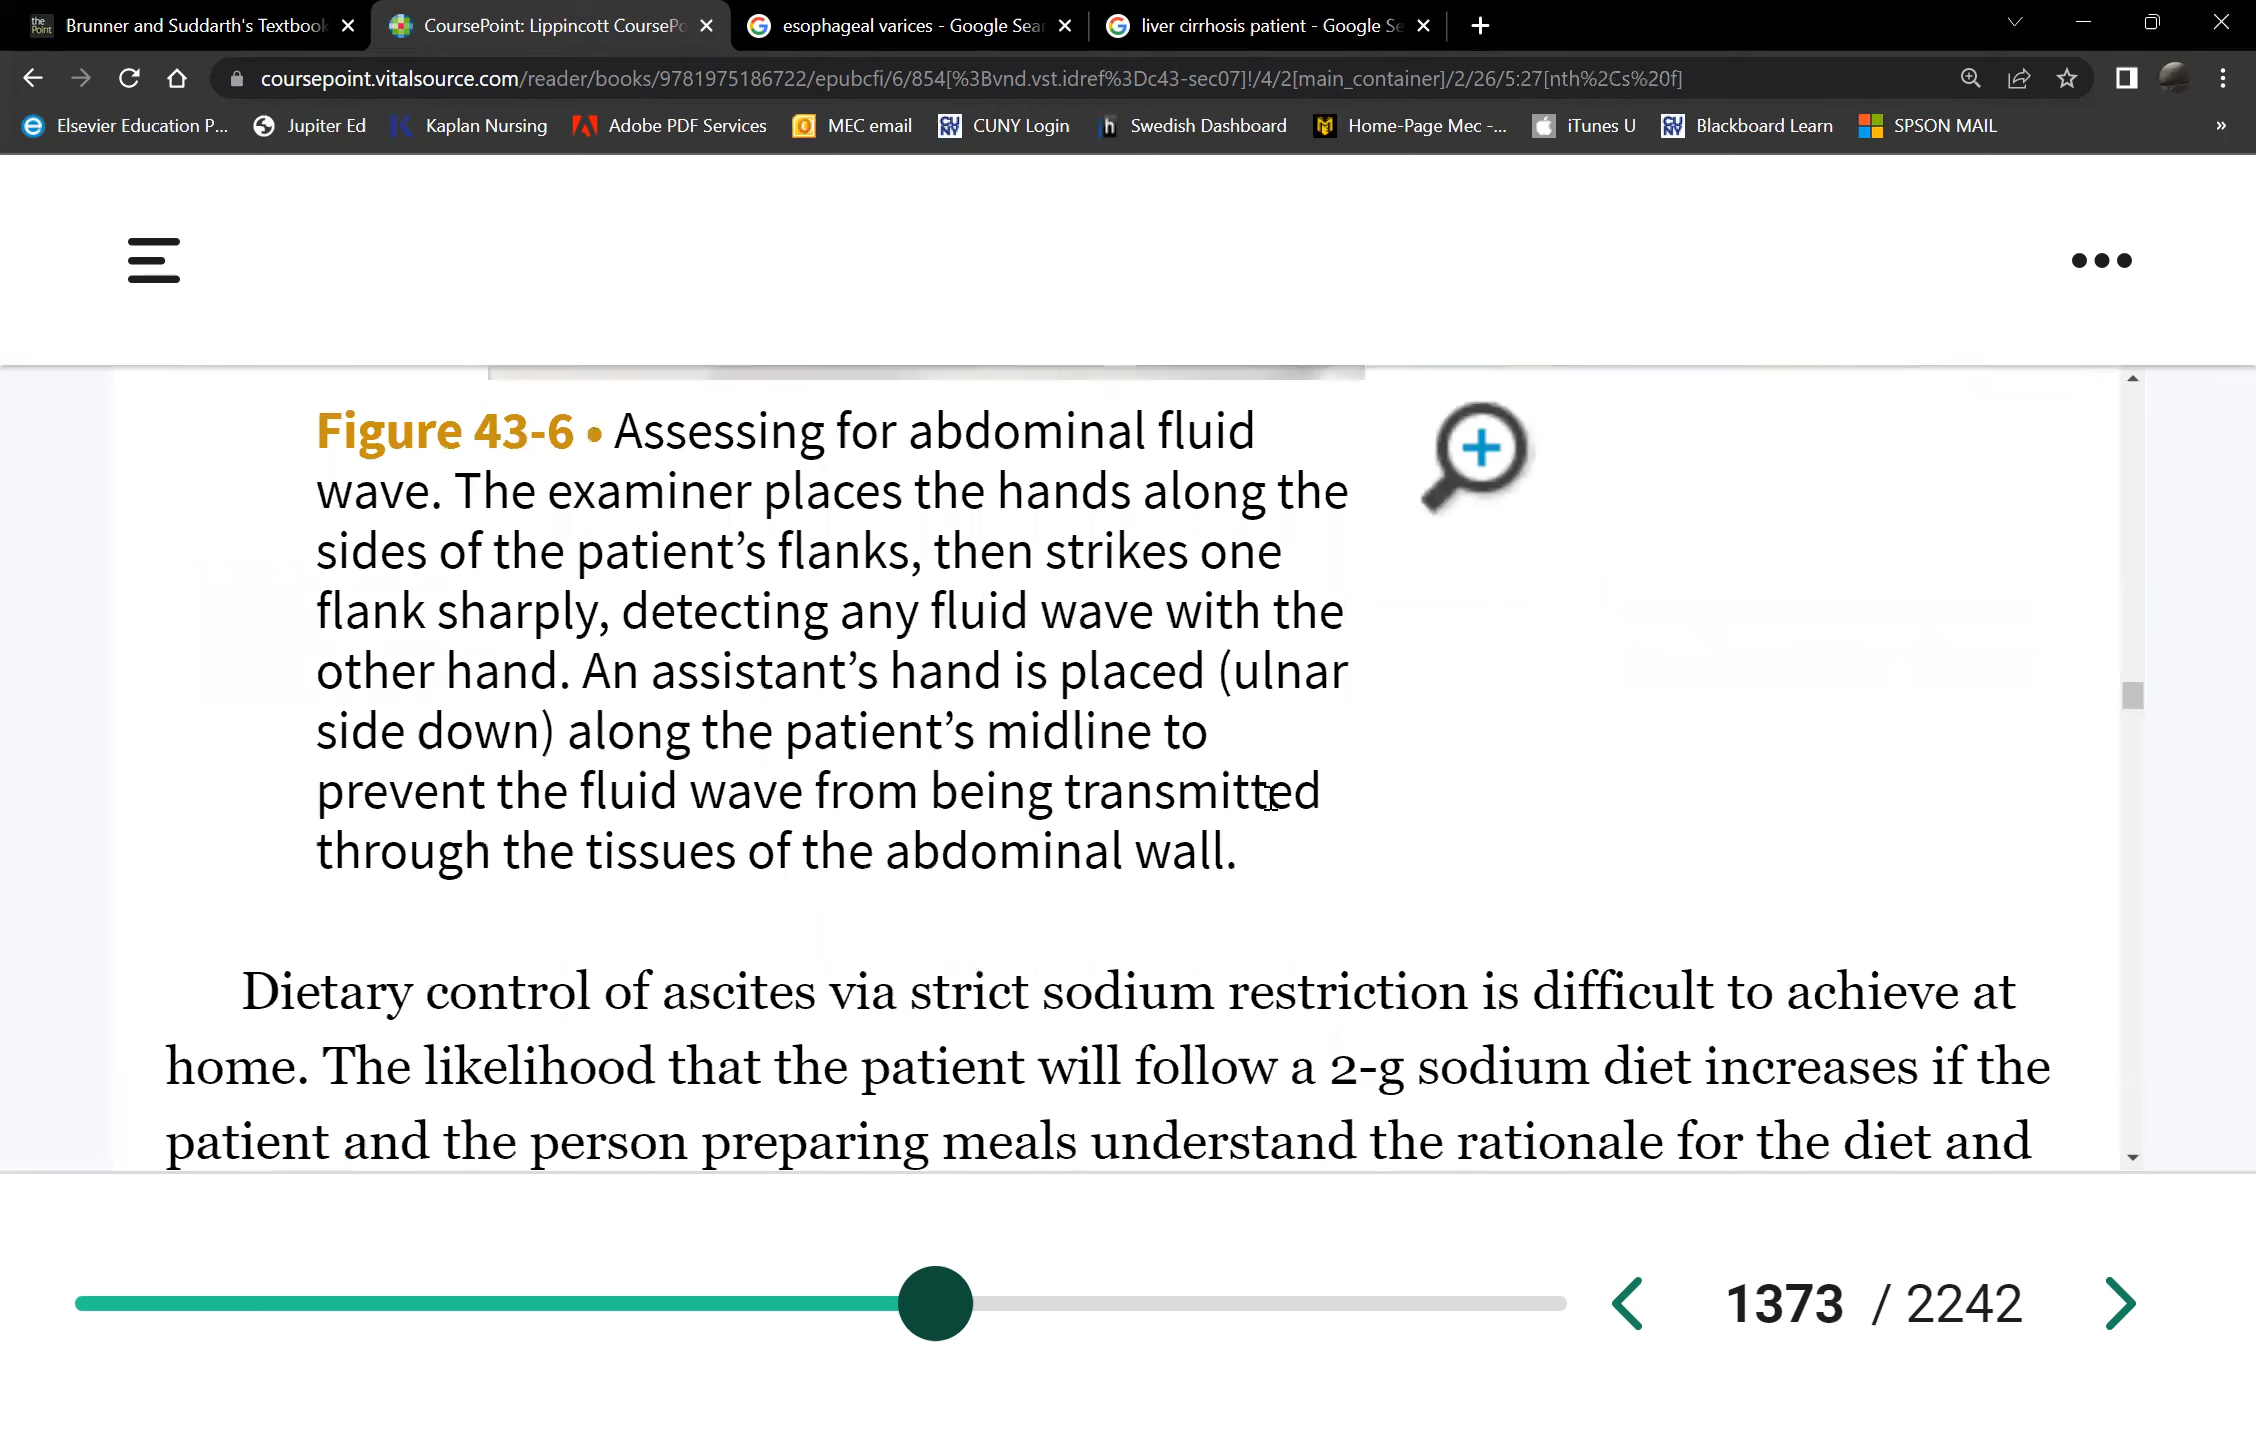 the Point
Brunner and Suddarth's Textbook
CoursePoint: Lippincott CoursePo
esophageal varices - Google Sear
liver cirrhosis patient - Google Se
coursepoint.vitalsource.com/reader/books/9781975186722/epubcfi/6/854[%3Bvnd.vst.idref%3Dc43-sec07]!/4/2[main_container]/2/26/5:27[nth%2Cs%20f]
Elsevier Education P...
Jupiter Ed
Kaplan Nursing
Adobe PDF Services
MEC email
CUNY Login
Swedish Dashboard
Home-Page Mec -...
iTunes U
Blackboard Learn
SPSON MAIL
»
Figure 43-6 • Assessing for abdominal fluid
wave. The examiner places the hands along the
sides of the patient’s flanks, then strikes one
flank sharply, detecting any fluid wave with the
other hand. An assistant’s hand is placed (ulnar
side down) along the patient’s midline to
prevent the fluid wave from being transmitted
through the tissues of the abdominal wall.
Dietary control of ascites via strict sodium restriction is difficult to achieve at
home. The likelihood that the patient will follow a 2-g sodium diet increases if the
patient and the person preparing meals understand the rationale for the diet and
1373 / 2242